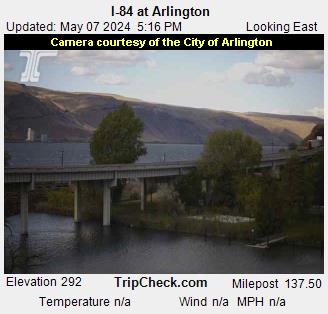 I-84 at Arlington
Updated: May 07 2024 5:16 PM Looking East
Camera courtesy of the City of Arlington
Elevation 292 TripCheck.com Milepost 137.50
Temperature n/a Wind n/a MPH n/a